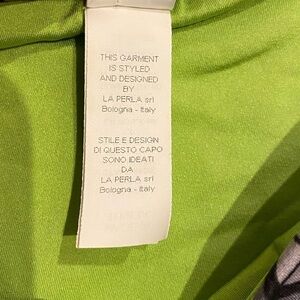 THIS GARMENT
IS STYLED
AND DESIGNED
BY
LA PERLA srl
Bologna - Italy
STILE E DESIGN
DI QUESTO CAPO
SONO IDEATI
DA
LA PERLA srl
Bologna - Italy